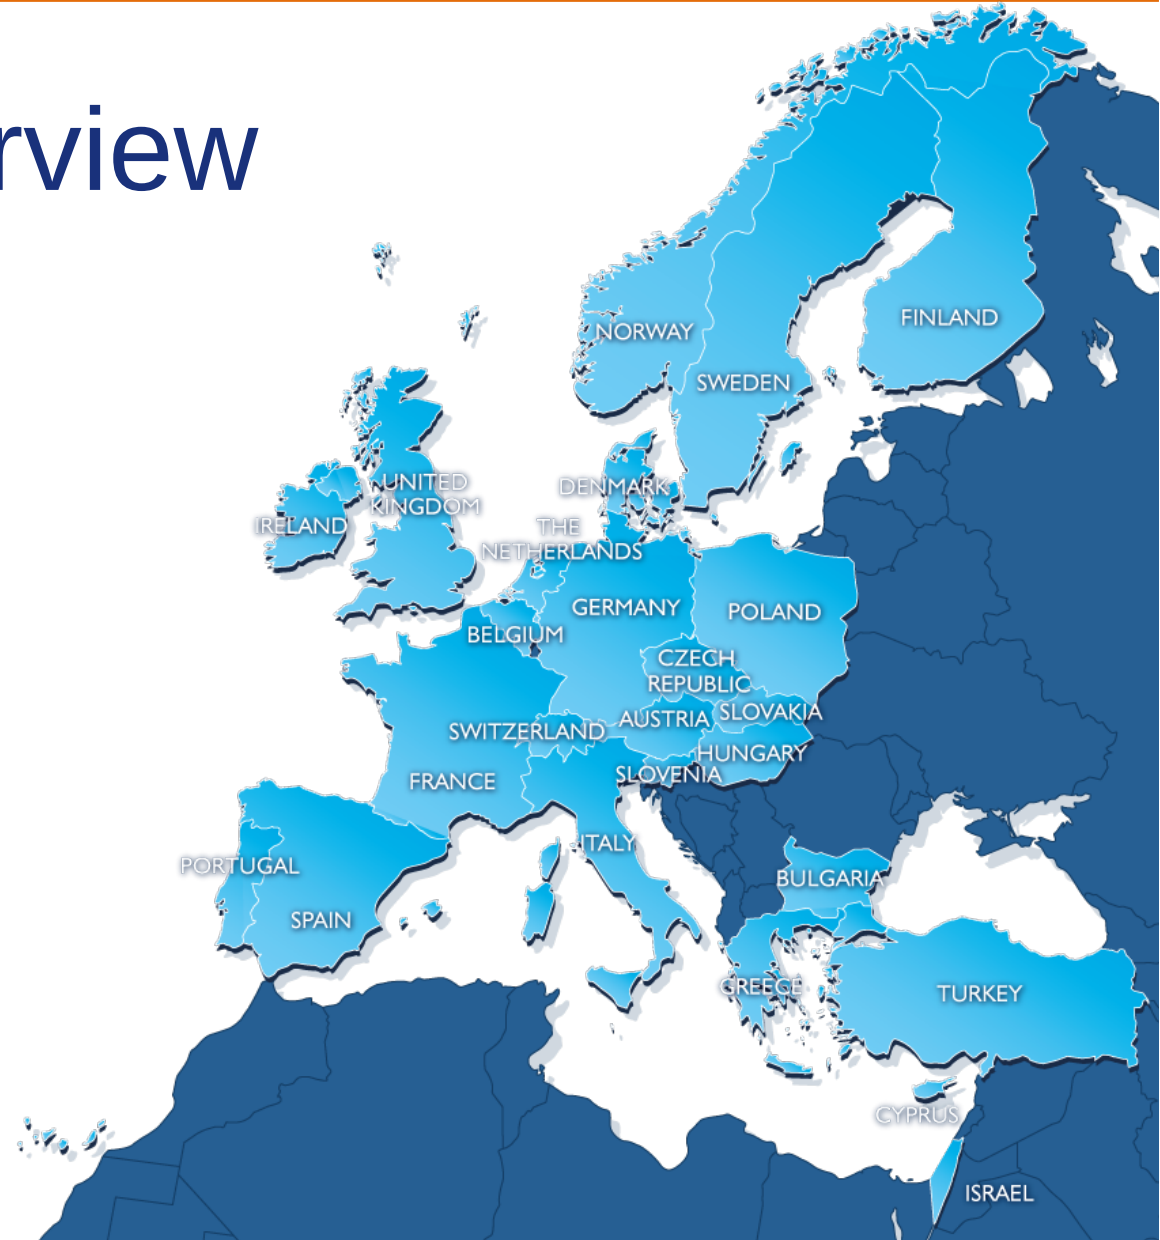 rview
NORWAY
FINLAND
SWEDEN
UNITED
KINGDOM
DENMARK
IRELAND
THE
NETHERLANDS
GERMANY
POLAND
BELGIUM
CZECH
REPUBLIC
AUSTRIA
SLOVAKIA
SWITZERLAND
HUNGARY
SLOVENIA
FRANCE
ITALY
PORTUGAL
BULGARIA
SPAIN
GREECE
TURKEY
CYPRUS
ISRAEL